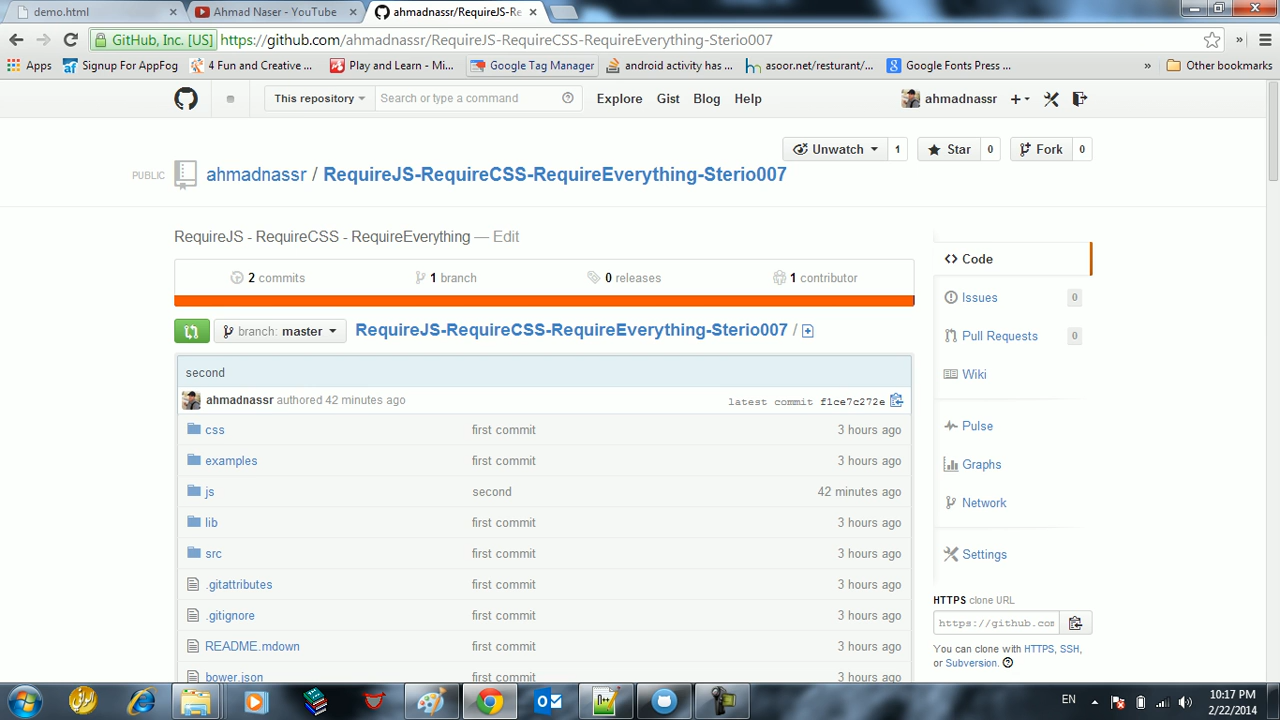 demo.html
Ahmad Naser - YouTube
ahmadnassr/RequireJS-Re
GitHub, Inc. [US] https://github.com/ahmadnassr/RequireJS-RequireCSS-RequireEverything-Sterio007
Apps Signup For AppFog 4 Fun and Creative ... Play and Learn - Mi... Google Tag Manager android activity has ... asoor.net/resturant/... Google Fonts Press ... » Other bookmarks
This repository Search or type a command Explore Gist Blog Help ahmadnassr
Unwatch 1 Star 0 Fork 0
PUBLIC ahmadnassr / RequireJS-RequireCSS-RequireEverything-Sterio007
RequireJS - RequireCSS - RequireEverything — Edit
2 commits 1 branch 0 releases 1 contributor
branch: master RequireJS-RequireCSS-RequireEverything-Sterio007 /
second
ahmadnassr authored 42 minutes ago latest commit f1ce7c272e
css first commit 3 hours ago
examples first commit 3 hours ago
js second 42 minutes ago
lib first commit 3 hours ago
src first commit 3 hours ago
.gitattributes first commit 3 hours ago
.gitignore first commit 3 hours ago
README.mdown first commit 3 hours ago
bower.json first commit 3 hours ago
Code
Issues 0
Pull Requests 0
Wiki
Pulse
Graphs
Network
Settings
HTTPS clone URL
https://github.com
You can clone with HTTPS, SSH,
or Subversion.
EN
10:17 PM
2/22/2014